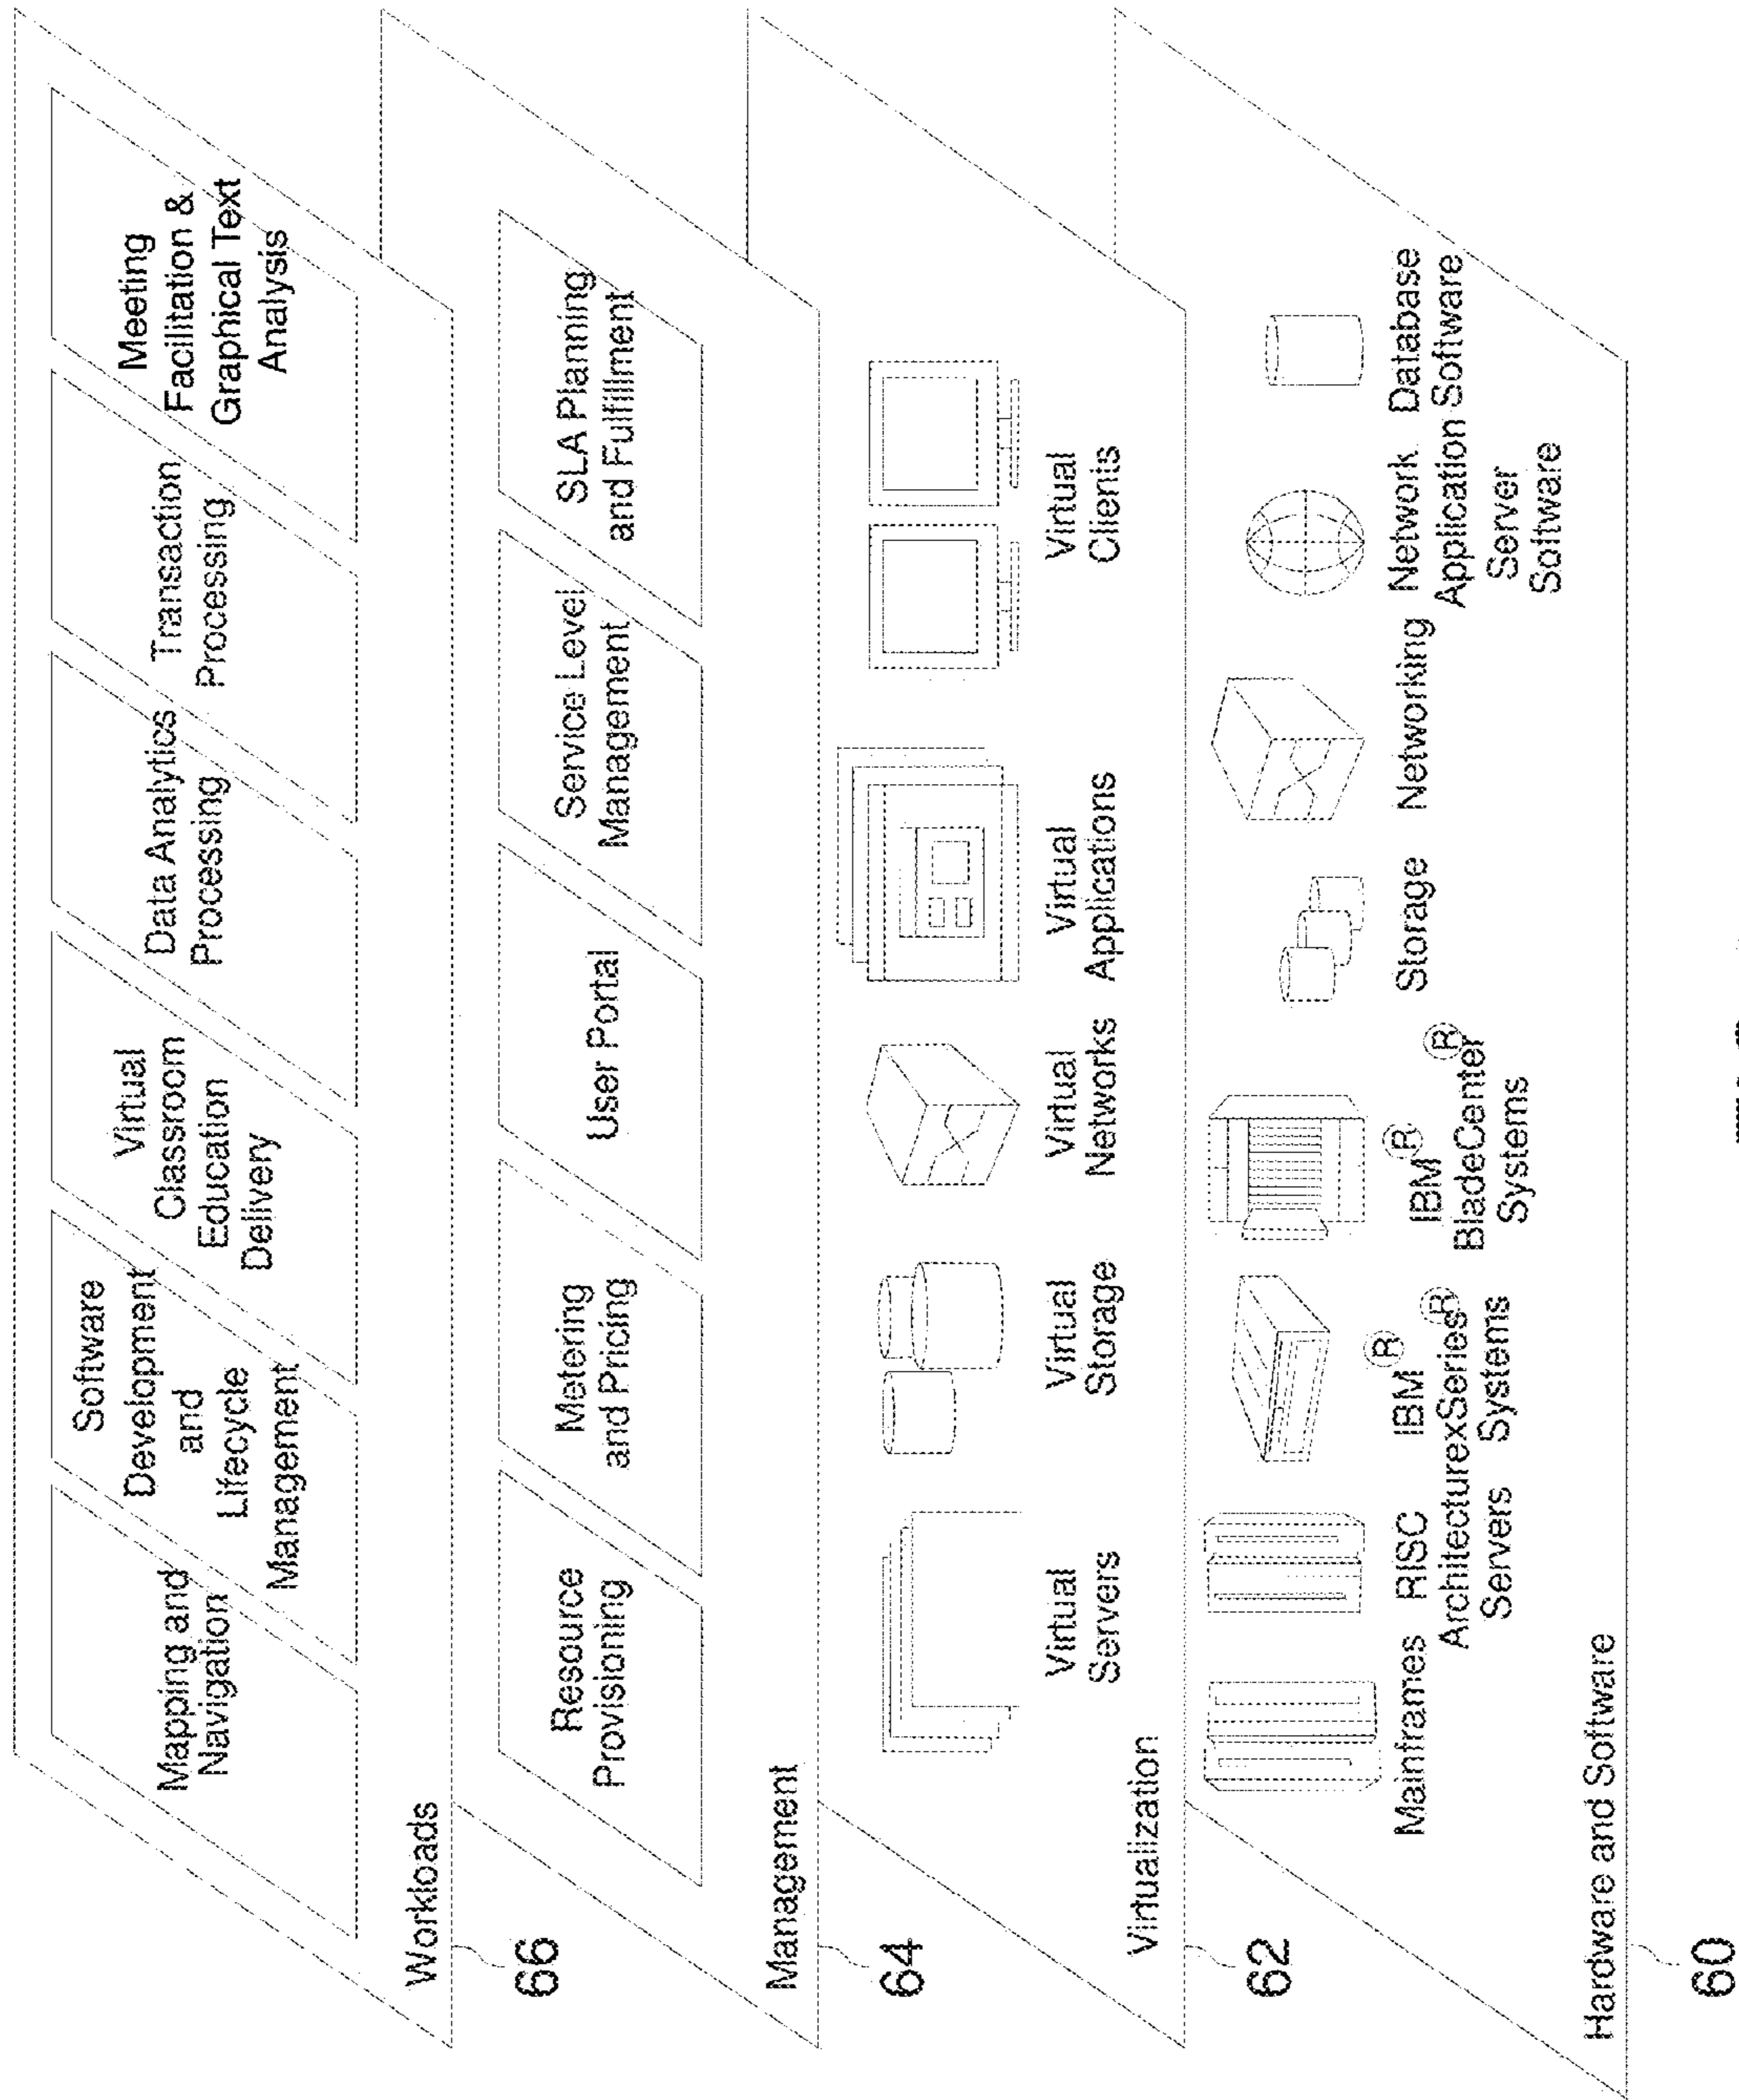 Mapping and
Navigation
Software
Development
and
Lifecycle
Management
Virtual
Classroom
Education
Delivery
Data Analytics
Processing
Transaction
Processing
Meeting
Facilitation &
Graphical Text
Analysis
Workloads
66
Resource
Provisioning
Metering
and Pricing
User Portal
Service Level
Management
SLA Planning
and Fulfillment
Management
64
Virtual
Servers
Virtual
Storage
Virtual
Networks
Virtual
Applications
Virtual
Clients
Virtualization
62
Mainframes
RISC
Architecture
Servers
IBM ®
xSeries ®
Systems
IBM ®
BladeCenter ®
Systems
Storage
Networking
Network
Application
Server
Software
Database
Software
Hardware and Software
60